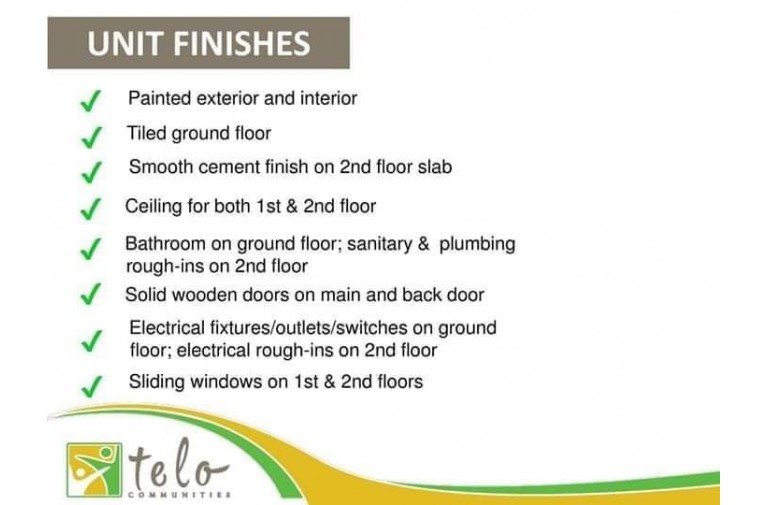 UNIT FINISHES
Painted exterior and interior
Tiled ground floor
Smooth cement finish on 2nd floor slab
Ceiling for both 1st & 2nd floor
Bathroom on ground floor; sanitary & plumbing
rough-ins on 2nd floor
Solid wooden doors on main and back door
Electrical fixtures/outlets/switches on ground
floor; electrical rough-ins on 2nd floor
Sliding windows on 1st & 2nd floors
telo
COMMUNITIES